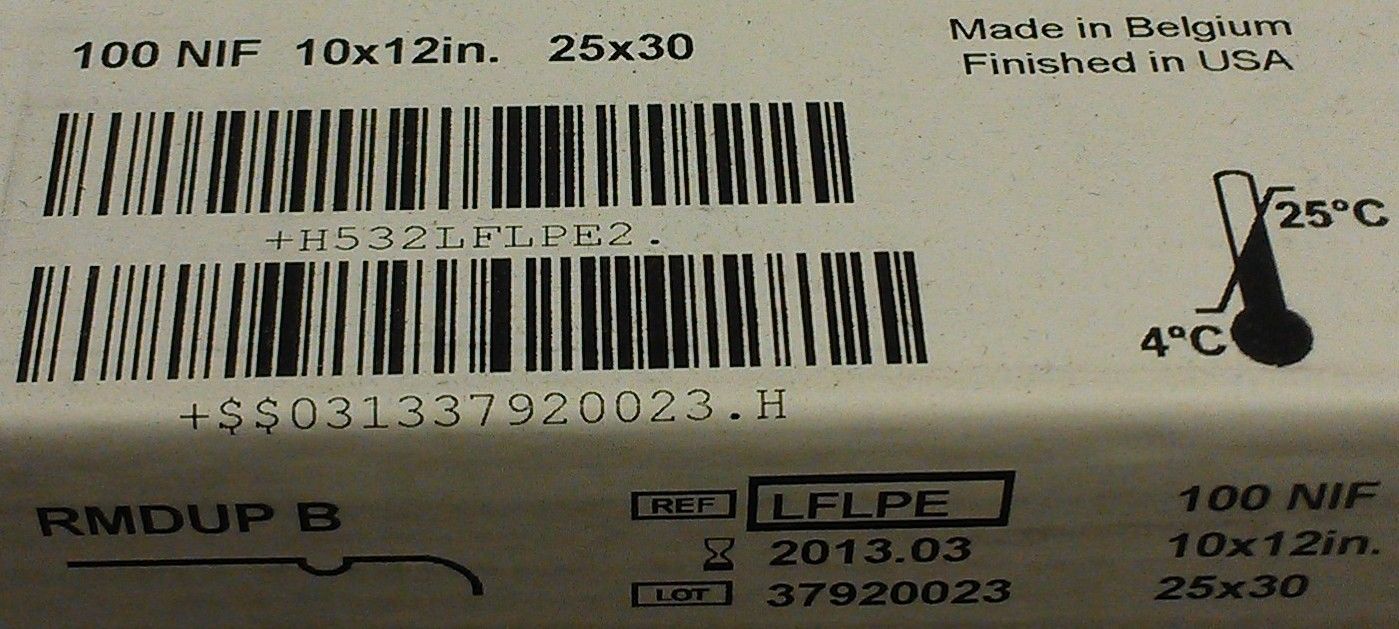 100 NIF 10x12in. 25x30
Made in Belgium
Finished in USA
+H532LFLPE2.
25°C
4°C
+$$031337920023.H
RMDUP B
REF LFLPE
2013.03
LOT 37920023
100 NIF
10x12in.
25x30